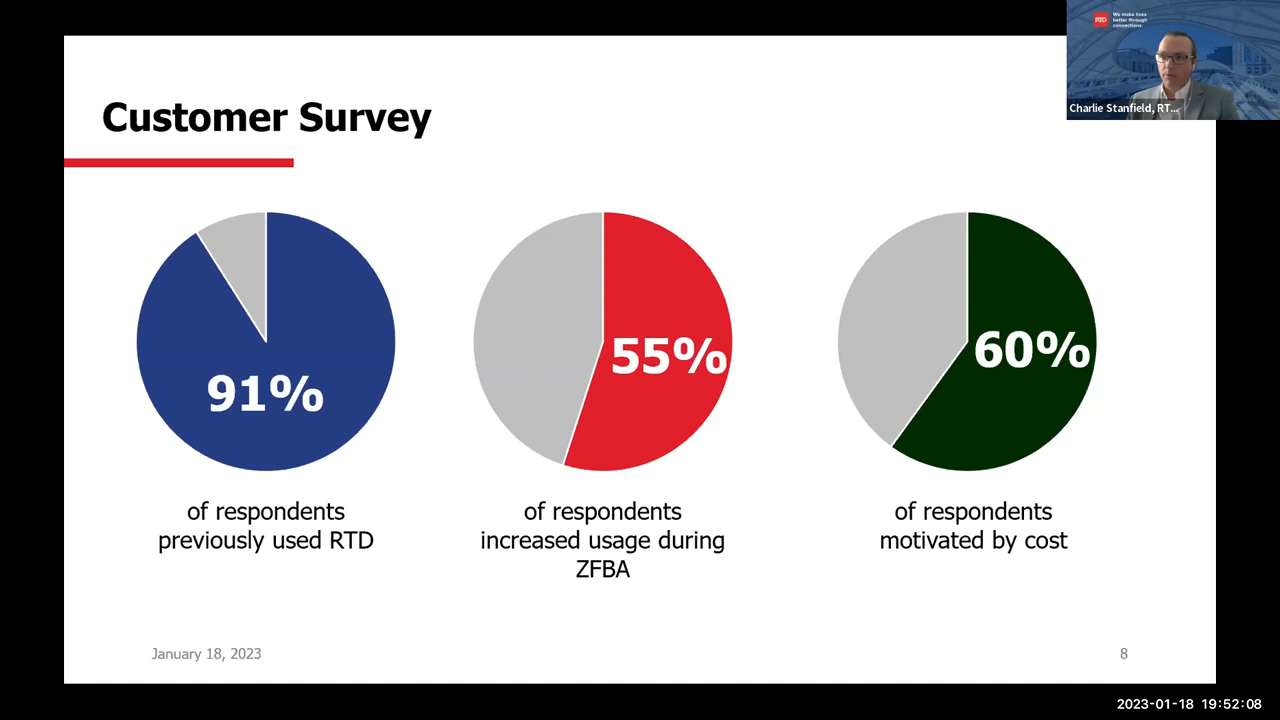 RTD
We make lives
better through
connections.
Charlie Stanfield, RT...
Customer Survey
91%
55%
60%
of respondents
previously used RTD
of respondents
increased usage during
ZFBA
of respondents
motivated by cost
January 18, 2023
8
2023-01-18 19:52:08